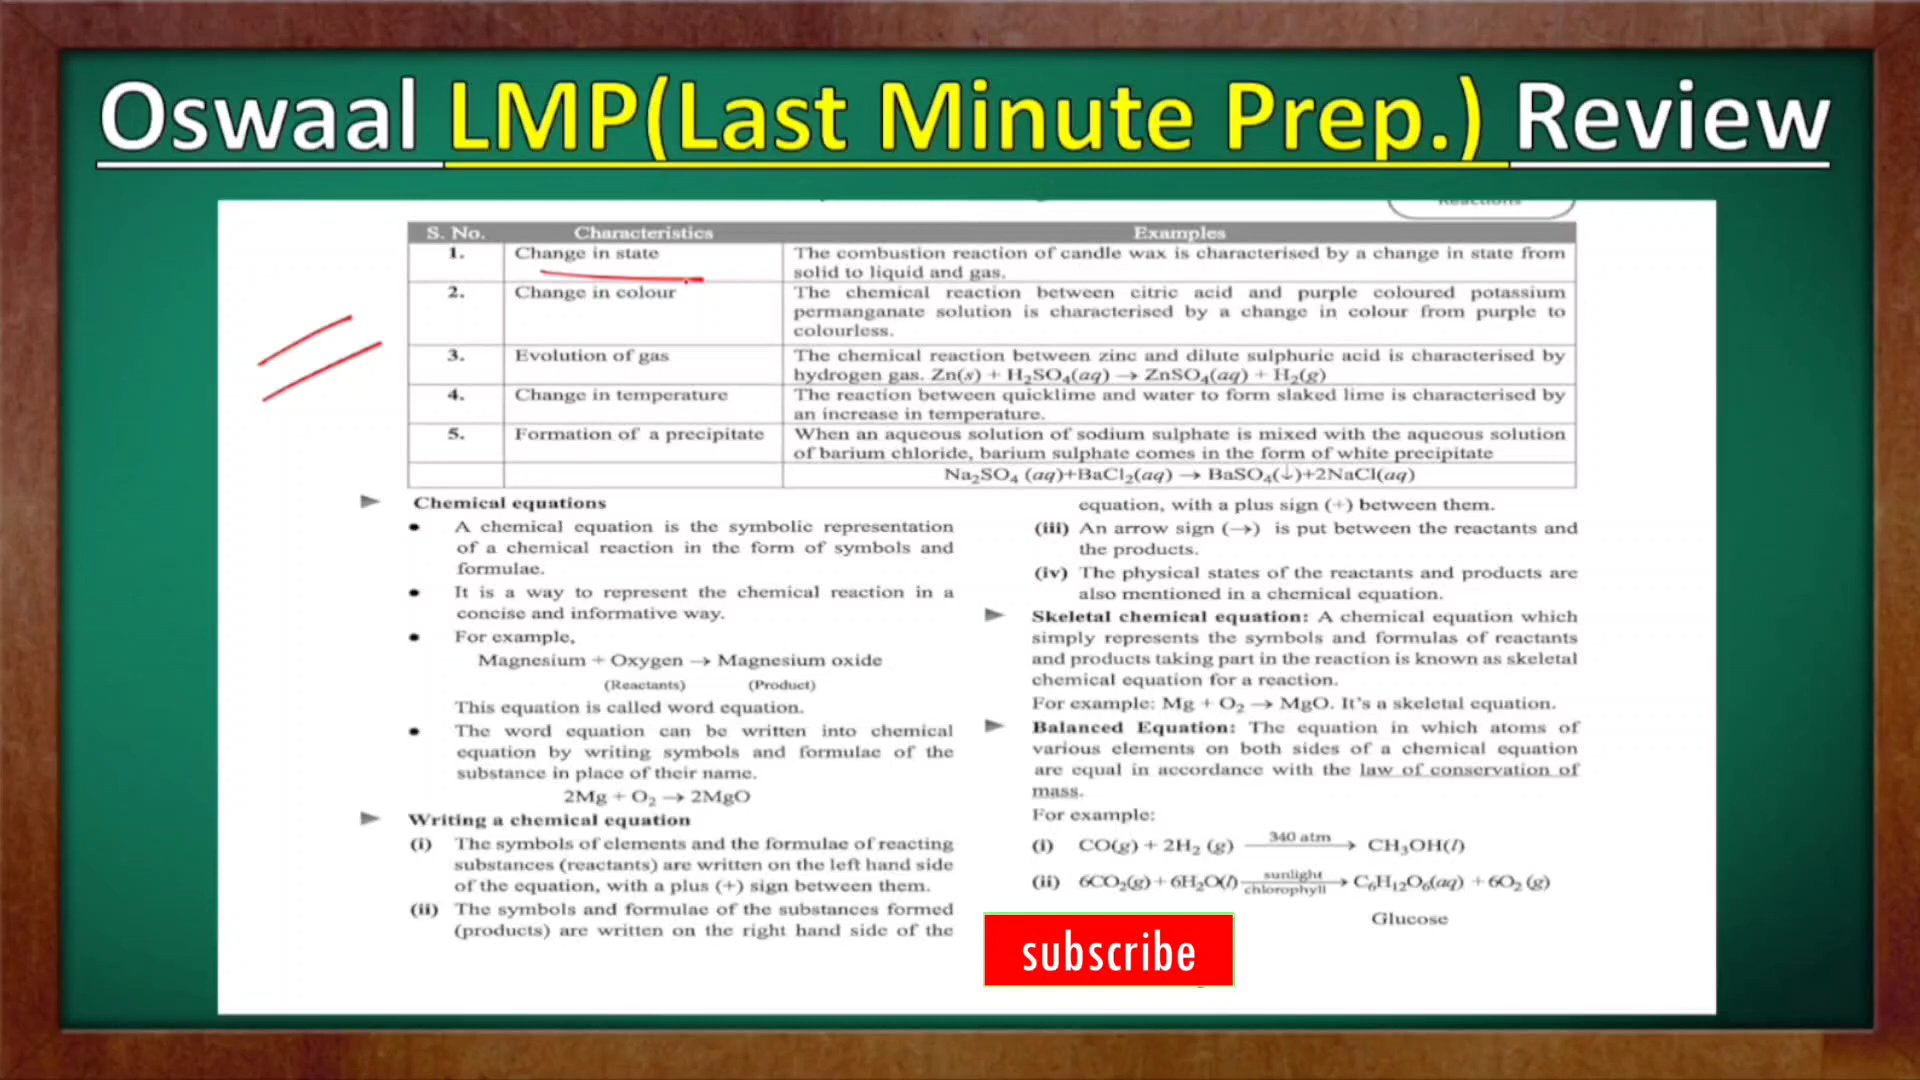 Oswaal LMP(Last Minute Prep.) Review
Reactions
S. No. Characteristics Examples
1. Change in state The combustion reaction of candle wax is characterised by a change in state from
solid to liquid and gas.
2. Change in colour The chemical reaction between citric acid and purple coloured potassium
permanganate solution is characterised by a change in colour from purple to
colourless.
3. Evolution of gas The chemical reaction between zinc and dilute sulphuric acid is characterised by
hydrogen gas. Zn(s) + H₂SO₄(aq) → ZnSO₄(aq) + H₂(g)
4. Change in temperature The reaction between quicklime and water to form slaked lime is characterised by
an increase in temperature.
5. Formation of a precipitate When an aqueous solution of sodium sulphate is mixed with the aqueous solution
of barium chloride, barium sulphate comes in the form of white precipitate
Na₂SO₄ (aq)+BaCl₂(aq) → BaSO₄(↓)+2NaCl(aq)
► Chemical equations
• A chemical equation is the symbolic representation
of a chemical reaction in the form of symbols and
formulae.
• It is a way to represent the chemical reaction in a
concise and informative way.
• For example,
Magnesium + Oxygen → Magnesium oxide
(Reactants) (Product)
This equation is called word equation.
• The word equation can be written into chemical
equation by writing symbols and formulae of the
substance in place of their name.
2Mg + O₂ → 2MgO
► Writing a chemical equation
(i) The symbols of elements and the formulae of reacting
substances (reactants) are written on the left hand side
of the equation, with a plus (+) sign between them.
(ii) The symbols and formulae of the substances formed
(products) are written on the right hand side of the
equation, with a plus sign (+) between them.
(iii) An arrow sign (→) is put between the reactants and
the products.
(iv) The physical states of the reactants and products are
also mentioned in a chemical equation.
► Skeletal chemical equation: A chemical equation which
simply represents the symbols and formulas of reactants
and products taking part in the reaction is known as skeletal
chemical equation for a reaction.
For example: Mg + O₂ → MgO. It's a skeletal equation.
► Balanced Equation: The equation in which atoms of
various elements on both sides of a chemical equation
are equal in accordance with the law of conservation of
mass.
For example:
(i) CO(g) + 2H₂ (g) 340 atm → CH₃OH(l)
(ii) 6CO₂(g) + 6H₂O(l) sunlight chlorophyll → C₆H₁₂O₆(aq) + 6O₂ (g)
Glucose
subscribe